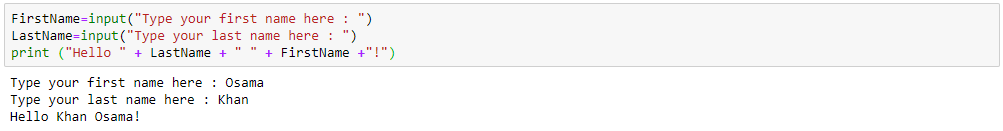 FirstName=input("Type your first name here : ")
LastName=input("Type your last name here : ")
print ("Hello " + LastName + " " + FirstName +"!")
Type your first name here : Osama
Type your last name here : Khan
Hello Khan Osama!